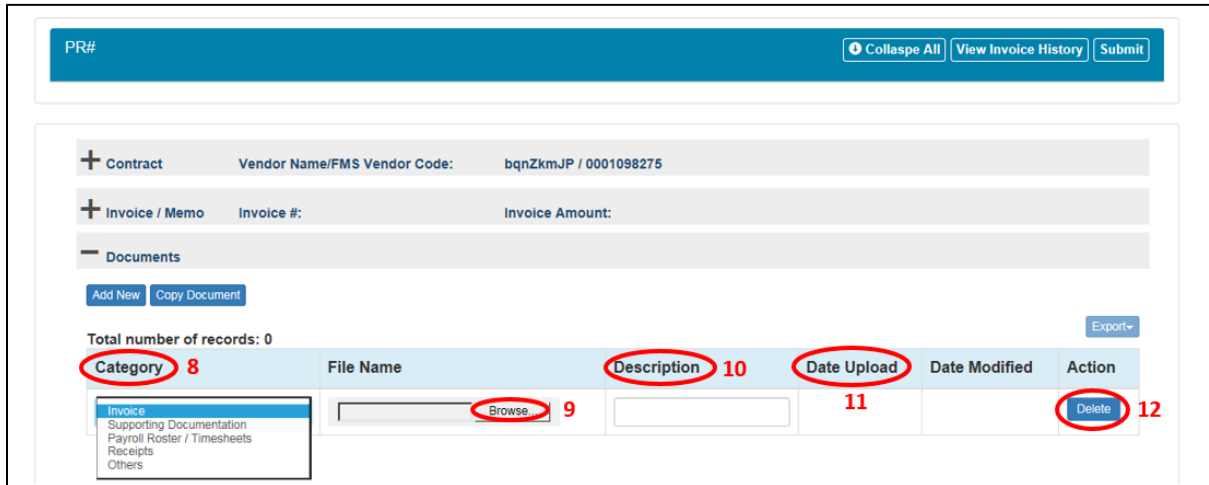 PR# Collaspe All View Invoice History Submit
Contract Vendor Name/FMS Vendor Code: bqnZkmJP / 0001098275
Invoice / Memo Invoice #: Invoice Amount:
Documents
Add New Copy Document
Export
Total number of records: 0
Category 8 File Name Description 10 Date Upload Date Modified Action
Invoice Browse... 9 11 Delete 12
Supporting Documentation
Payroll Roster / Timesheets
Receipts
Others